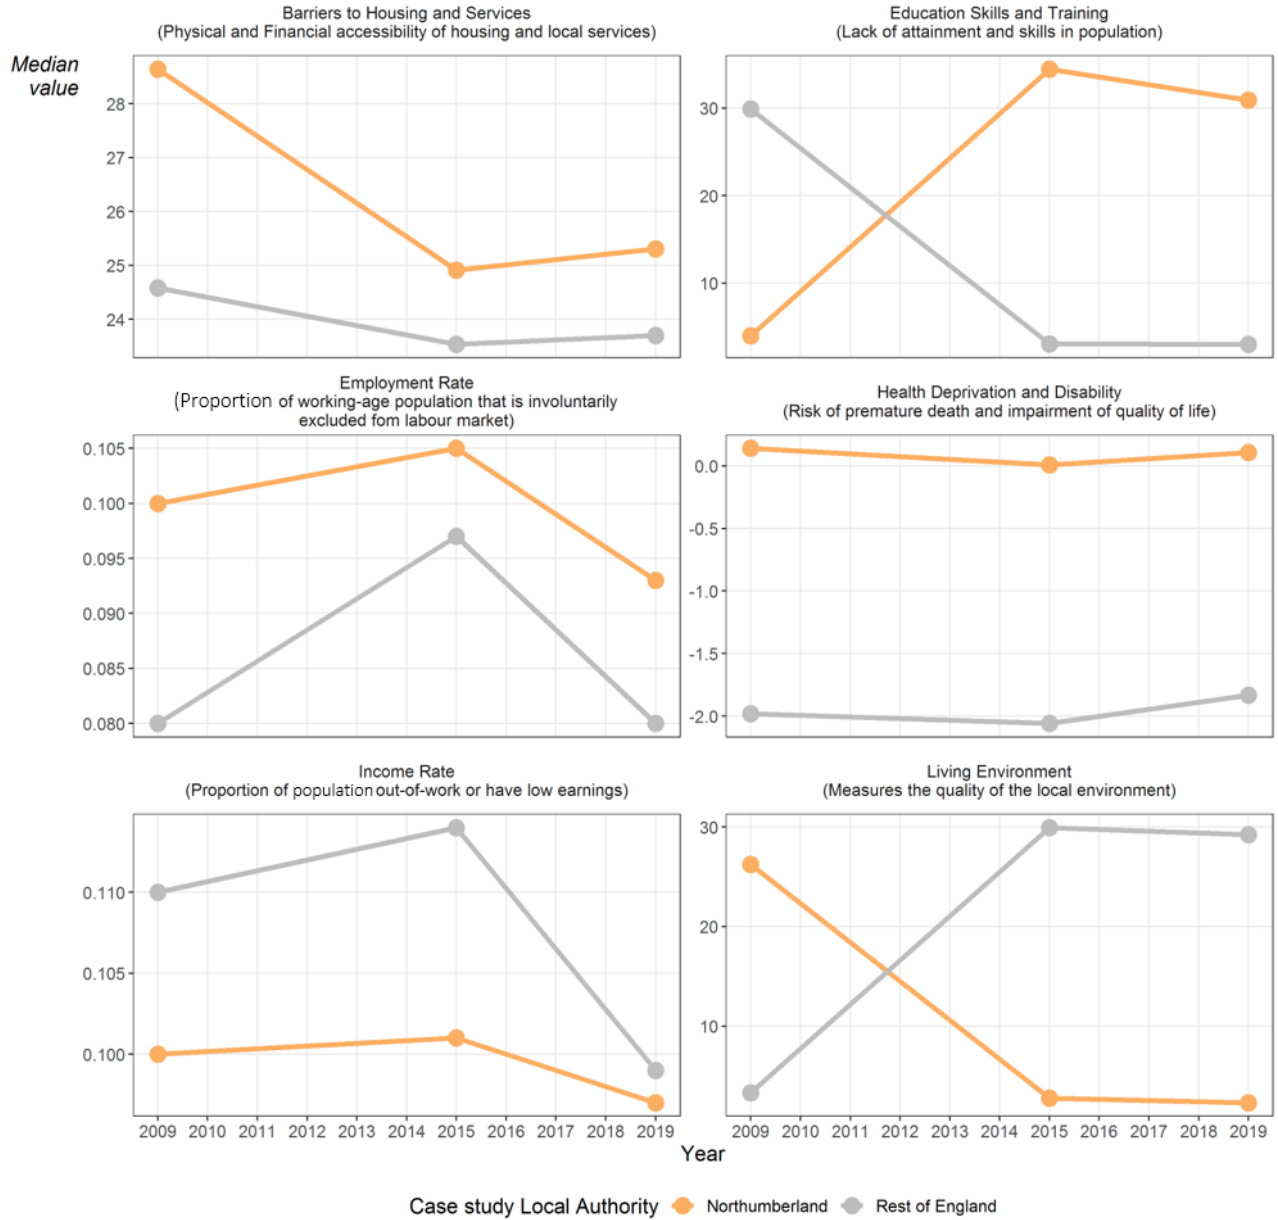 Barriers to Housing and Services
(Physical and Financial accessibility of housing and local services)
Median
value
28
27
26
25
24
Education Skills and Training
(Lack of attainment and skills in population)
30
20
10
Employment Rate
(Proportion of working-age population that is involuntarily
excluded fom labour market)
0.105
0.100
0.095
0.090
0.085
0.080
Health Deprivation and Disability
(Risk of premature death and impairment of quality of life)
0.0
-0.5
-1.0
-1.5
-2.0
Income Rate
(Proportion of population out-of-work or have low earnings)
0.110
0.105
0.100
2009 2010 2011 2012 2013 2014 2015 2016 2017 2018 2019
Living Environment
(Measures the quality of the local environment)
30
20
10
2009 2010 2011 2012 2013 2014 2015 2016 2017 2018 2019
Year
Case study Local Authority Northumberland Rest of England